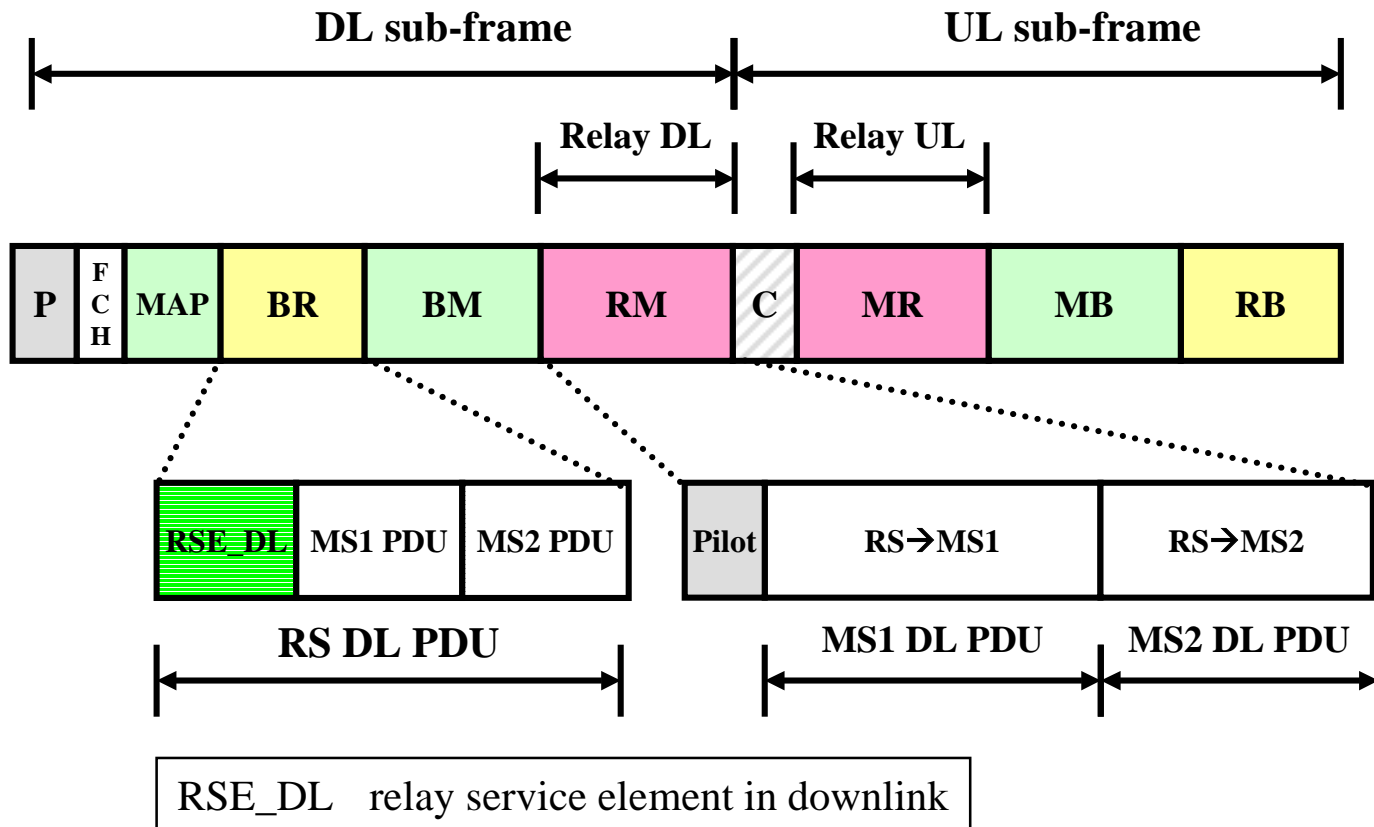 DL sub-frame
UL sub-frame
Relay DL
Relay UL
P
FCH
MAP
BR
BM
RM
C
MR
MB
RB
RSE_DL
MS1 PDU
MS2 PDU
Pilot
RS→MS1
RS→MS2
RS DL PDU
MS1 DL PDU
MS2 DL PDU
RSE_DL relay service element in downlink